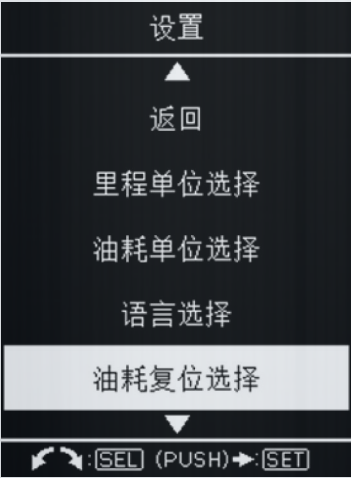 设置
返回
里程单位选择
油耗单位选择
语言选择
油耗复位选择
:SEL (PUSH) :SET